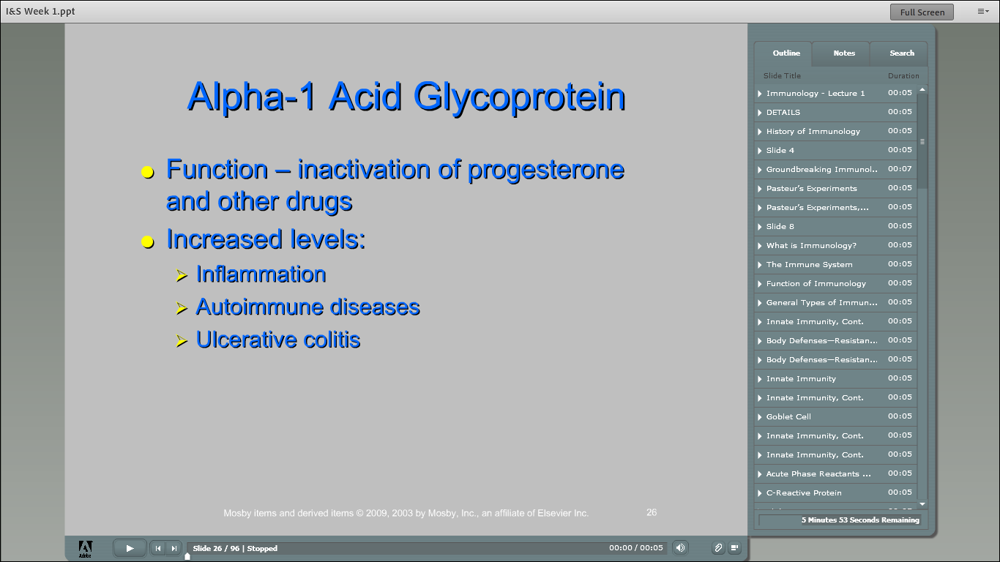 I&S Week 1.ppt
Full Screen
Alpha-1 Acid Glycoprotein
Function – inactivation of progesterone
and other drugs
Increased levels:
Inflammation
Autoimmune diseases
Ulcerative colitis
Mosby items and derived items © 2009, 2003 by Mosby, Inc., an affiliate of Elsevier Inc.
26
Outline Notes Search
Slide Title Duration
Immunology - Lecture 1 00:05
DETAILS 00:05
History of Immunology 00:05
Slide 4 00:05
Groundbreaking Immunol.. 00:07
Pasteur’s Experiments 00:05
Pasteur’s Experiments,... 00:05
Slide 8 00:05
What is Immunology? 00:05
The Immune System 00:05
Function of Immunology 00:05
General Types of Immun... 00:05
Innate Immunity, Cont. 00:05
Body Defenses—Resistan... 00:05
Body Defenses—Resistan... 00:05
Innate Immunity 00:05
Innate Immunity, Cont. 00:05
Goblet Cell 00:05
Innate Immunity, Cont. 00:05
Innate Immunity, Cont. 00:05
Acute Phase Reactants ... 00:05
C-Reactive Protein 00:05
5 Minutes 53 Seconds Remaining
Adobe
Slide 26 / 96 | Stopped
00:00 / 00:05